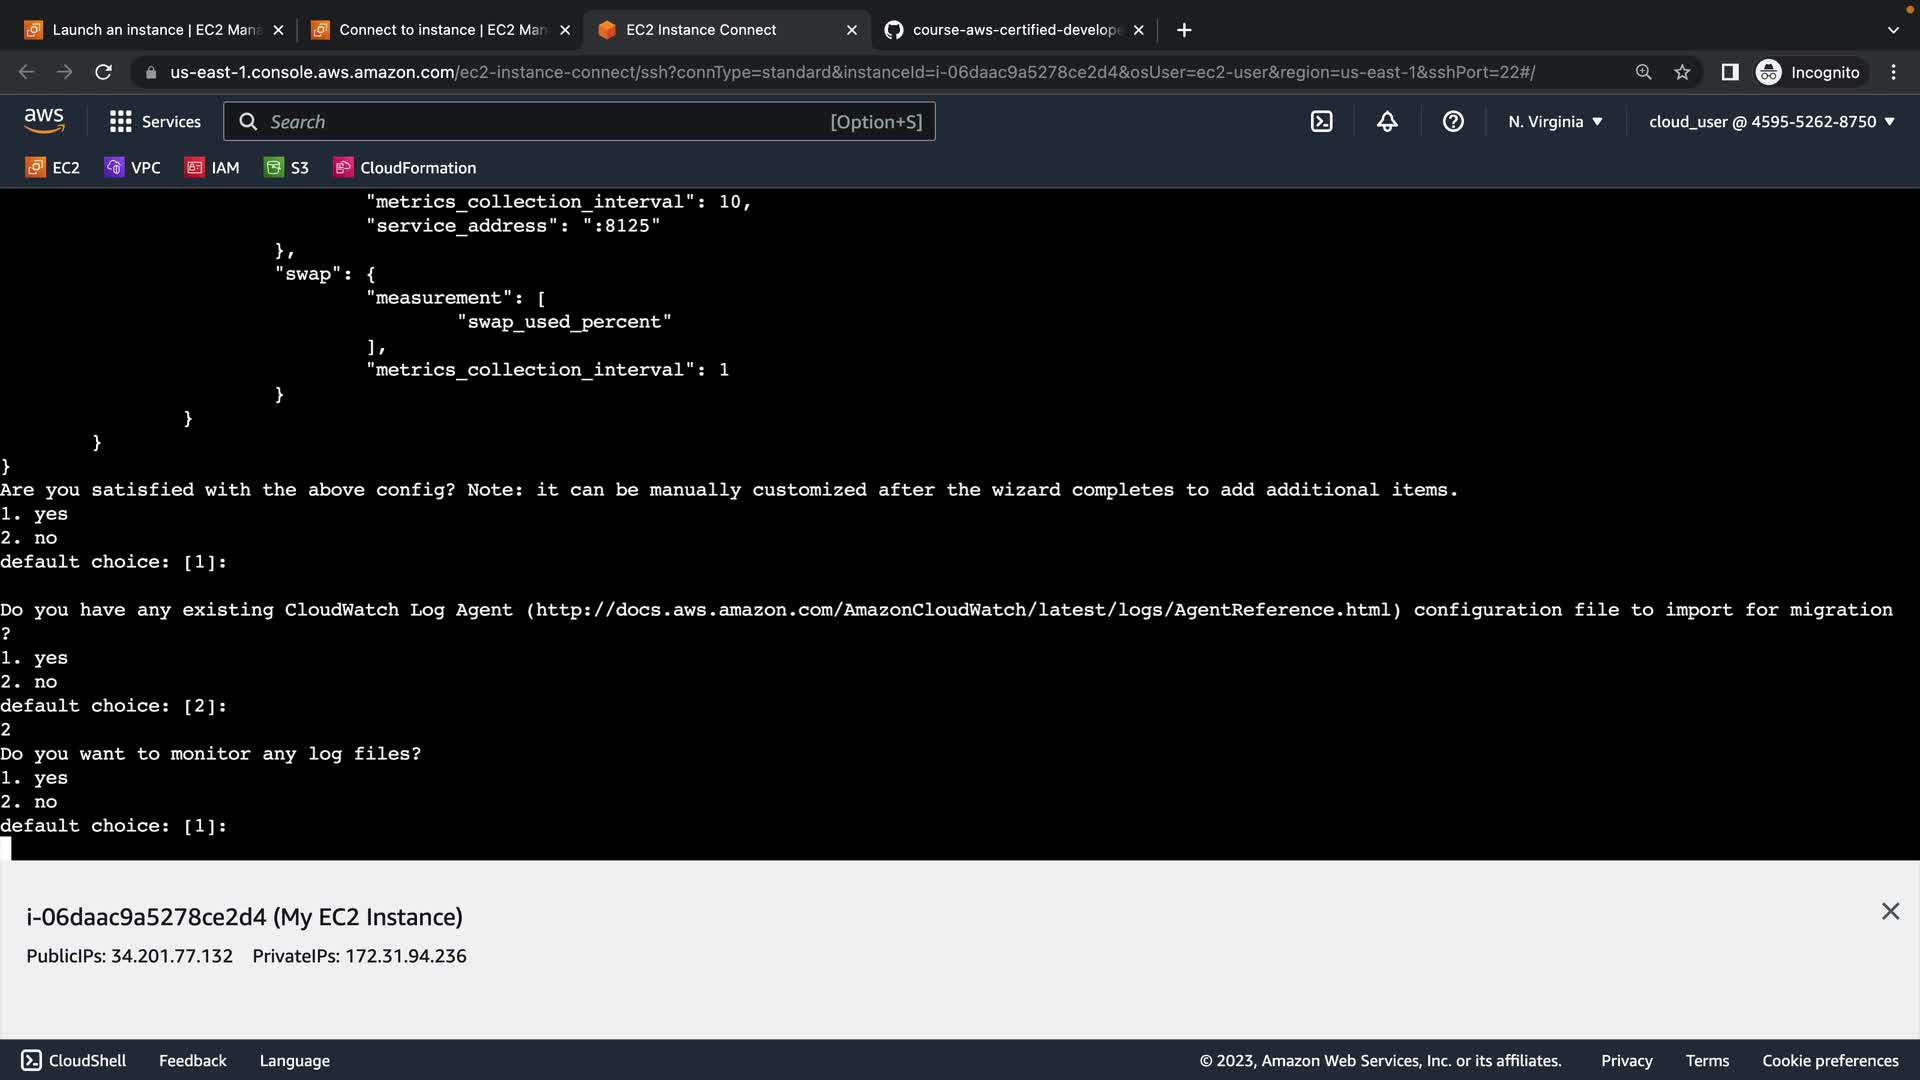 Launch an instance | EC2 Mana
Connect to instance | EC2 Man
EC2 Instance Connect
course-aws-certified-develope
us-east-1.console.aws.amazon.com/ec2-instance-connect/ssh?connType=standard&instanceId=i-06daac9a5278ce2d4&osUser=ec2-user&region=us-east-1&sshPort=22#/
Incognito
aws
Services
Search
[Option+S]
N. Virginia
cloud_user @ 4595-5262-8750
EC2
VPC
IAM
S3
CloudFormation
"metrics_collection_interval": 10,
"service_address": ":8125"
},
"swap": {
"measurement": [
"swap_used_percent"
],
"metrics_collection_interval": 1
}
}
}
}
Are you satisfied with the above config? Note: it can be manually customized after the wizard completes to add additional items.
1. yes
2. no
default choice: [1]:
Do you have any existing CloudWatch Log Agent (http://docs.aws.amazon.com/AmazonCloudWatch/latest/logs/AgentReference.html) configuration file to import for migration
?
1. yes
2. no
default choice: [2]:
2
Do you want to monitor any log files?
1. yes
2. no
default choice: [1]:
i-06daac9a5278ce2d4 (My EC2 Instance)
PublicIPs: 34.201.77.132 PrivateIPs: 172.31.94.236
CloudShell
Feedback
Language
© 2023, Amazon Web Services, Inc. or its affiliates.
Privacy
Terms
Cookie preferences